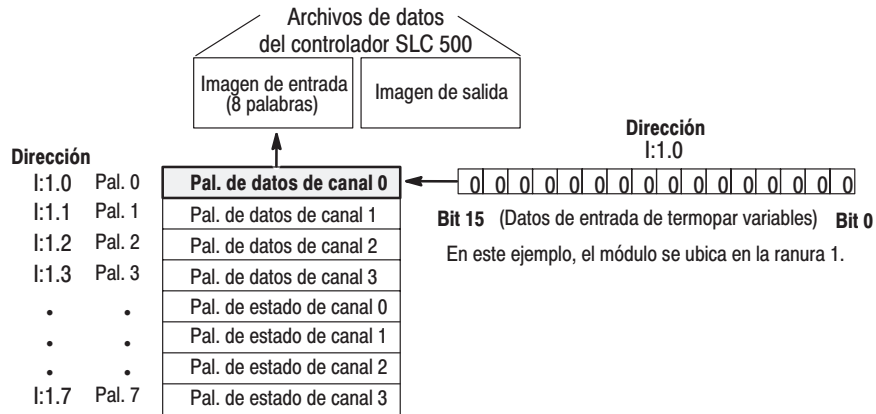 Archivos de datos
del controlador SLC 500
Imagen de entrada
(8 palabras)
Imagen de salida
Dirección
I:1.0
Dirección
I:1.0 Pal. 0 Pal. de datos de canal 0
0 0 0 0 0 0 0 0 0 0 0 0 0 0 0 0
I:1.1 Pal. 1 Pal. de datos de canal 1
Bit 15 (Datos de entrada de termopar variables) Bit 0
I:1.2 Pal. 2 Pal. de datos de canal 2
En este ejemplo, el módulo se ubica en la ranura 1.
I:1.3 Pal. 3 Pal. de datos de canal 3
. . Pal. de estado de canal 0
. . Pal. de estado de canal 1
. . Pal. de estado de canal 2
I:1.7 Pal. 7 Pal. de estado de canal 3